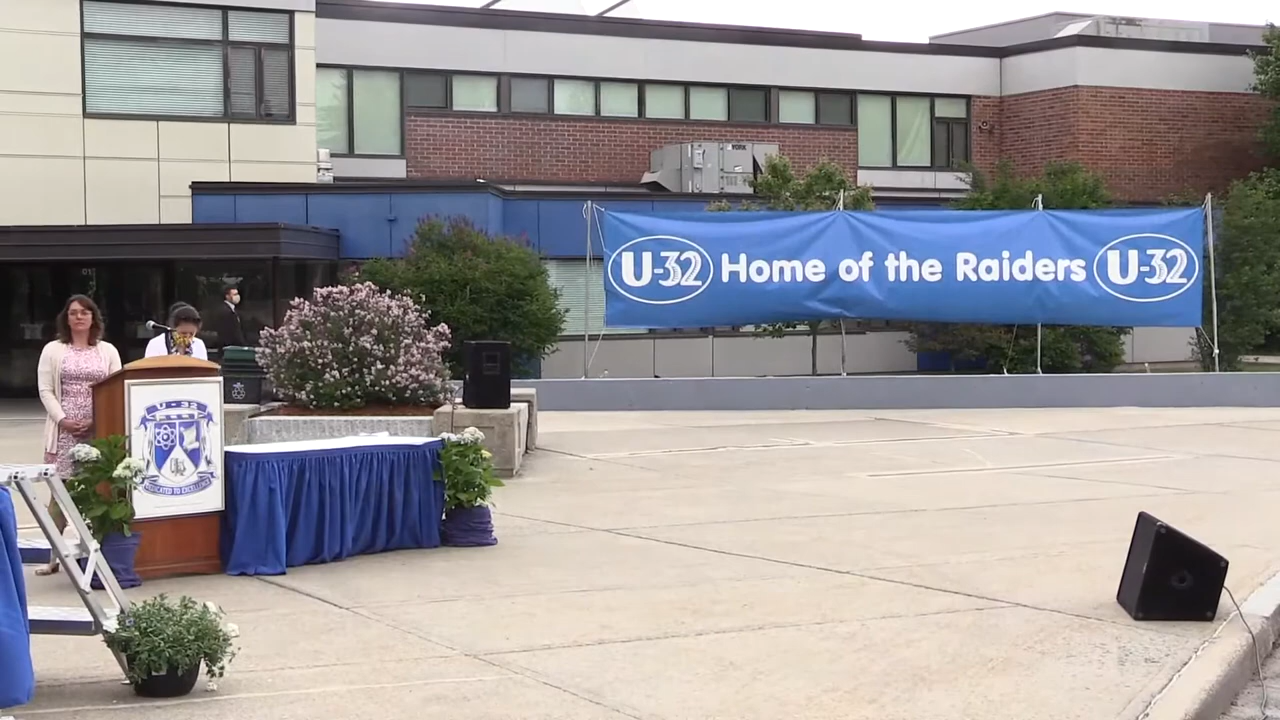 YORK
U-32 Home of the Raiders U-32
U-32
DEDICATED TO EXCELLENCE